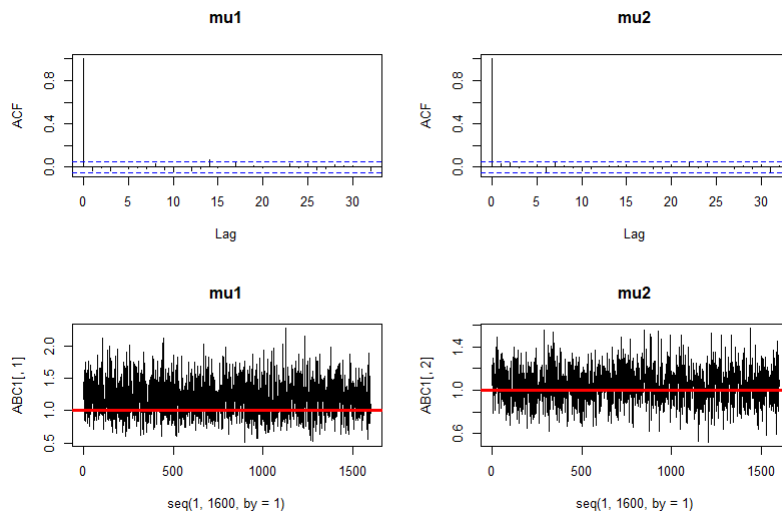 mu1
ACF
0.0 0.4 0.8
0 5 10 15 20 25 30
Lag
mu2
ACF
0.0 0.4 0.8
0 5 10 15 20 25 30
Lag
mu1
ABC1[, 1]
0.5 1.0 1.5 2.0
0 500 1000 1500
seq(1, 1600, by = 1)
mu2
ABC1[, 2]
0.6 1.0 1.4
0 500 1000 1500
seq(1, 1600, by = 1)